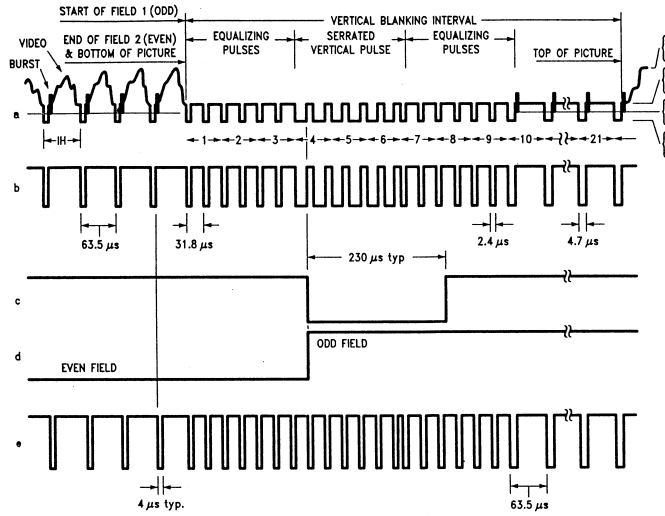 START OF FIELD 1 (ODD)
VERTICAL BLANKING INTERVAL
END OF FIELD 2 (EVEN)
& BOTTOM OF PICTURE
EQUALIZING
PULSES
SERRATED
VERTICAL PULSE
EQUALIZING
PULSES
TOP OF PICTURE
VIDEO
BURST
a
IH
1 2 3 4 5 6 7 8 9 10 21
b
63.5 µs
31.8 µs
2.4 µs
4.7 µs
230 µs typ
c
d
ODD FIELD
EVEN FIELD
e
4 µs typ.
63.5 µs